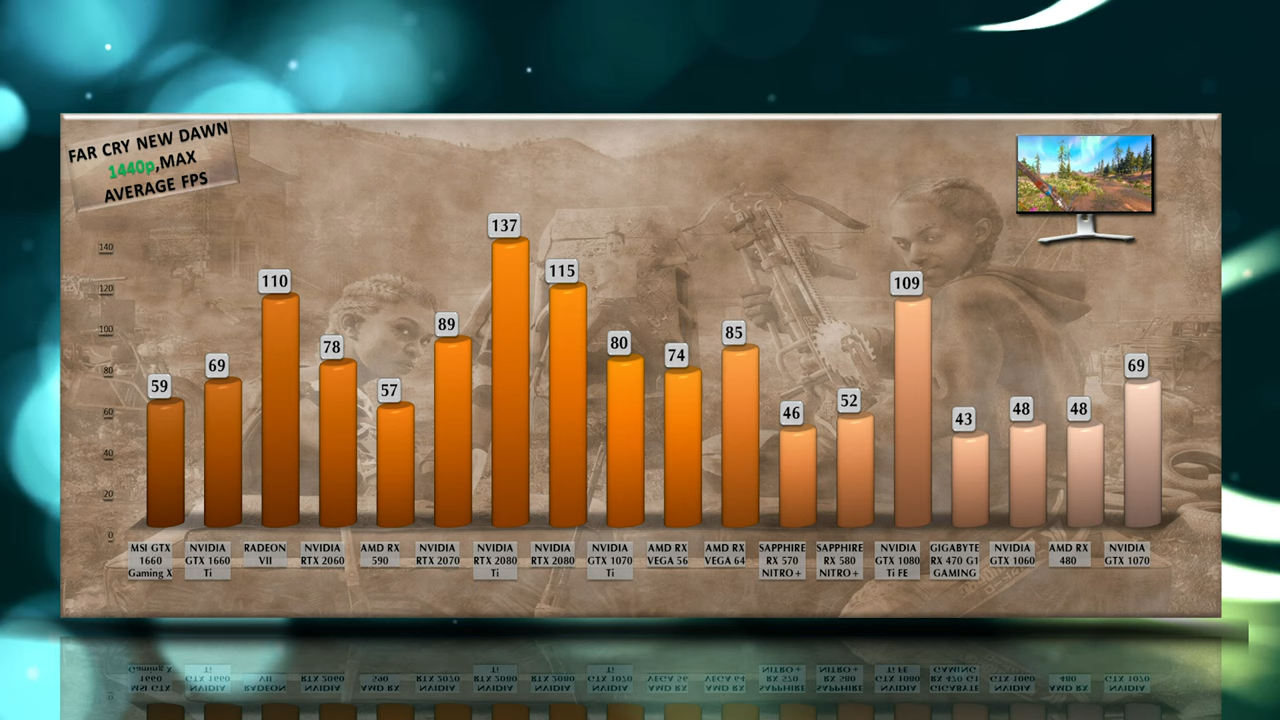 FAR CRY NEW DAWN
1440p,MAX
AVERAGE FPS
140
120
100
80
60
40
20
0
59
69
110
78
57
89
137
115
80
74
85
46
52
109
43
48
48
69
MSI GTX
1660
Gaming X
NVIDIA
GTX 1660
Ti
RADEON
VII
NVIDIA
RTX 2060
AMD RX
590
NVIDIA
RTX 2070
NVIDIA
RTX 2080
Ti
NVIDIA
RTX 2080
NVIDIA
GTX 1070
Ti
AMD RX
VEGA 56
AMD RX
VEGA 64
SAPPHIRE
RX 570
NITRO+
SAPPHIRE
RX 580
NITRO+
NVIDIA
GTX 1080
Ti FE
GIGABYTE
RX 470 G1
GAMING
NVIDIA
GTX 1060
AMD RX
480
NVIDIA
GTX 1070